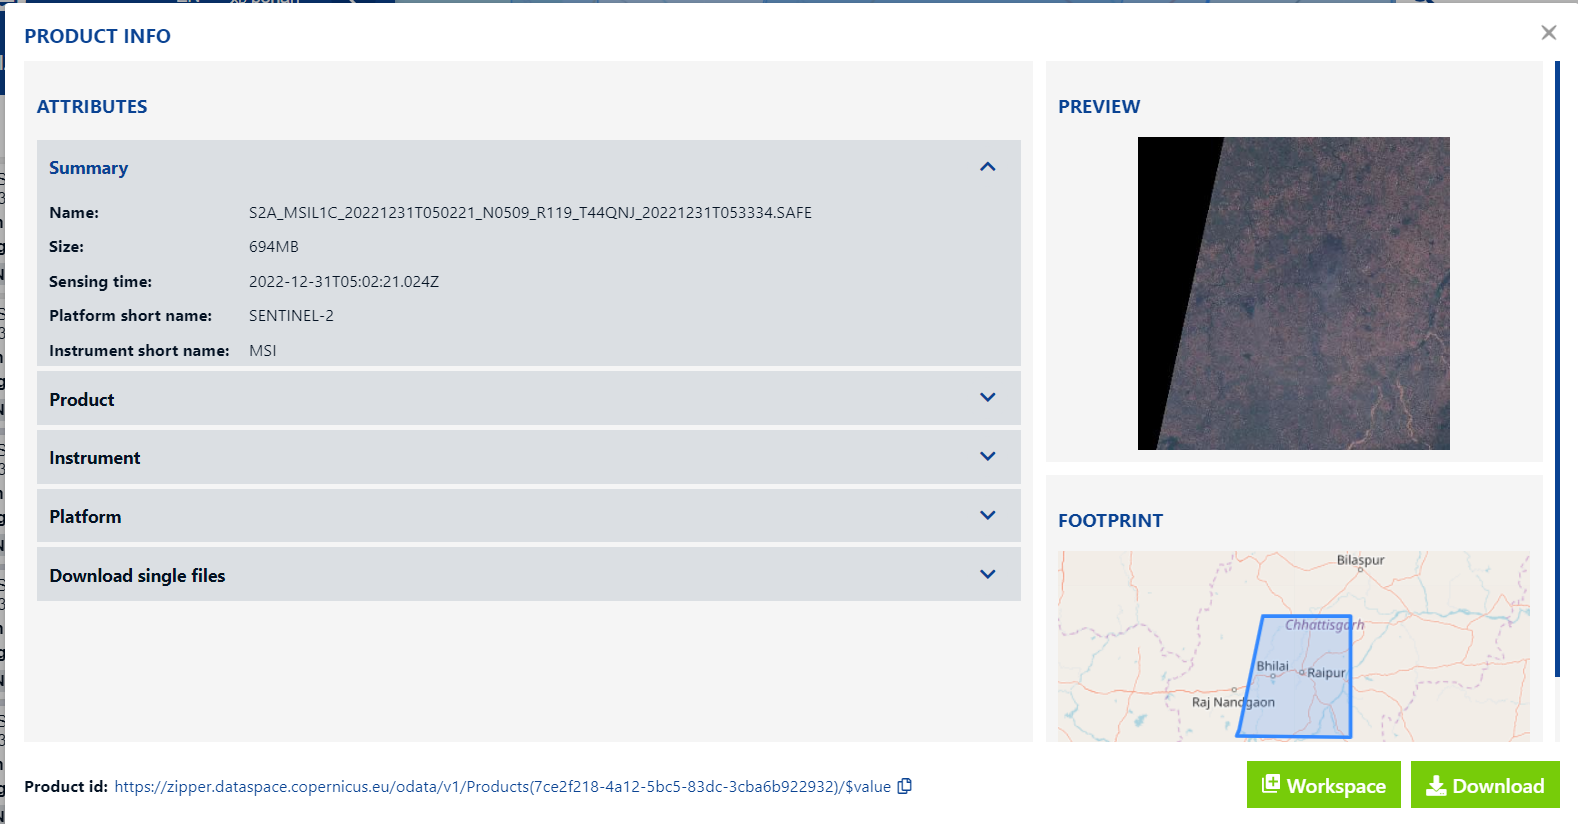 PRODUCT INFO
ATTRIBUTES
Summary
Name: S2A_MSIL1C_20221231T050221_N0509_R119_T44QNJ_20221231T053334.SAFE
Size: 694MB
Sensing time: 2022-12-31T05:02:21.024Z
Platform short name: SENTINEL-2
Instrument short name: MSI
Product
Instrument
Platform
Download single files
PREVIEW
FOOTPRINT
Bilaspur
Chhattisgarh
Bhilai
Raipur
Raj Nandgaon
Product id: https://zipper.dataspace.copernicus.eu/odata/v1/Products(7ce2f218-4a12-5bc5-83dc-3cba6b922932)/$value
Workspace
Download